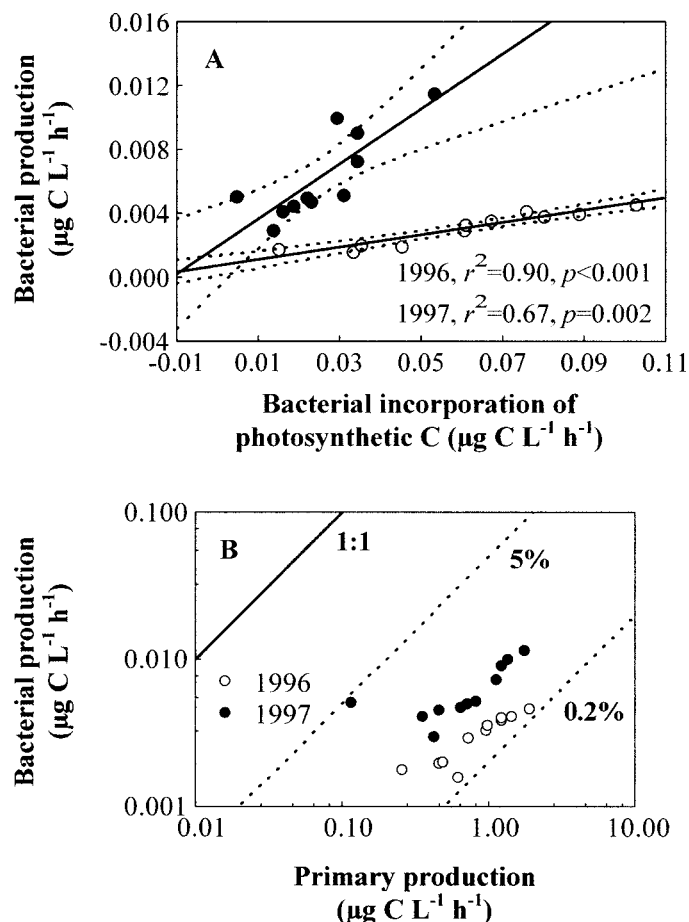 A
Bacterial production
(µg C L⁻¹ h⁻¹)
0.016
0.012
0.008
0.004
0.000
-0.004
1996, r²=0.90, p<0.001
1997, r²=0.67, p=0.002
-0.01 0.01 0.03 0.05 0.07 0.09 0.11
Bacterial incorporation of
photosynthetic C (µg C L⁻¹ h⁻¹)
B
Bacterial production
(µg C L⁻¹ h⁻¹)
0.100
0.010
0.001
1:1
5%
0.2%
1996
1997
0.01 0.10 1.00 10.00
Primary production
(µg C L⁻¹ h⁻¹)